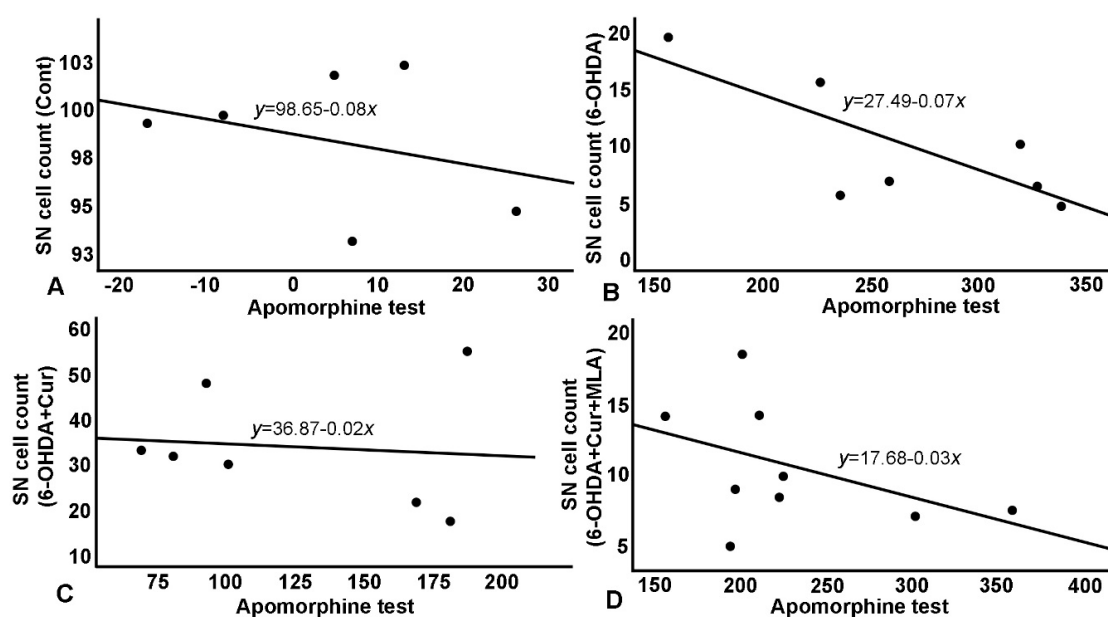 SN cell count (Cont)
103
100
98
95
93
y=98.65-0.08x
-20
-10
0
10
20
30
A
Apomorphine test
SN cell count (6-OHDA)
20
15
10
5
0
y=27.49-0.07x
150
200
250
300
350
B
Apomorphine test
SN cell count
(6-OHDA+Cur)
60
50
40
30
20
10
y=36.87-0.02x
75
100
125
150
175
200
C
Apomorphine test
SN cell count
(6-OHDA+Cur+MLA)
20
15
10
5
y=17.68-0.03x
150
200
250
300
350
400
D
Apomorphine test